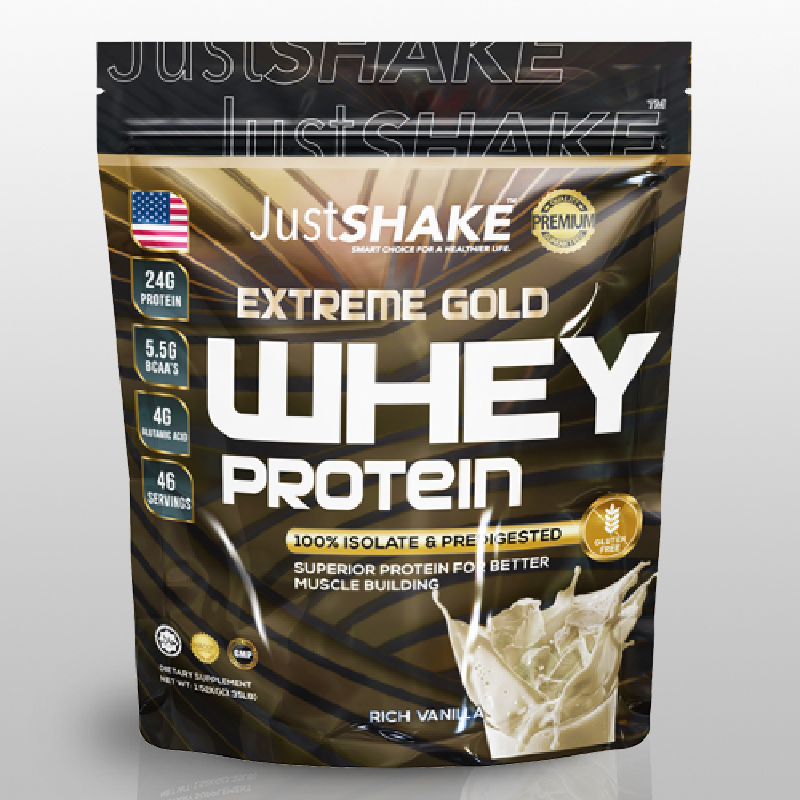 JustSHAKE
JustSHAKE™
JustSHAKE™
SMART CHOICE FOR A HEALTHIER LIFE.
PREMIUM
24G
PROTEIN
5.5G
BCAA'S
4G
GLUTAMIC ACID
46
SERVINGS
EXTREME GOLD
WHEY
PROTEIN
100% ISOLATE & PREDIGESTED
SUPERIOR PROTEIN FOR BETTER
MUSCLE BUILDING
GLUTEN
FREE
GMP
DIETARY SUPPLEMENT
NET WT:
RICH VANILLA